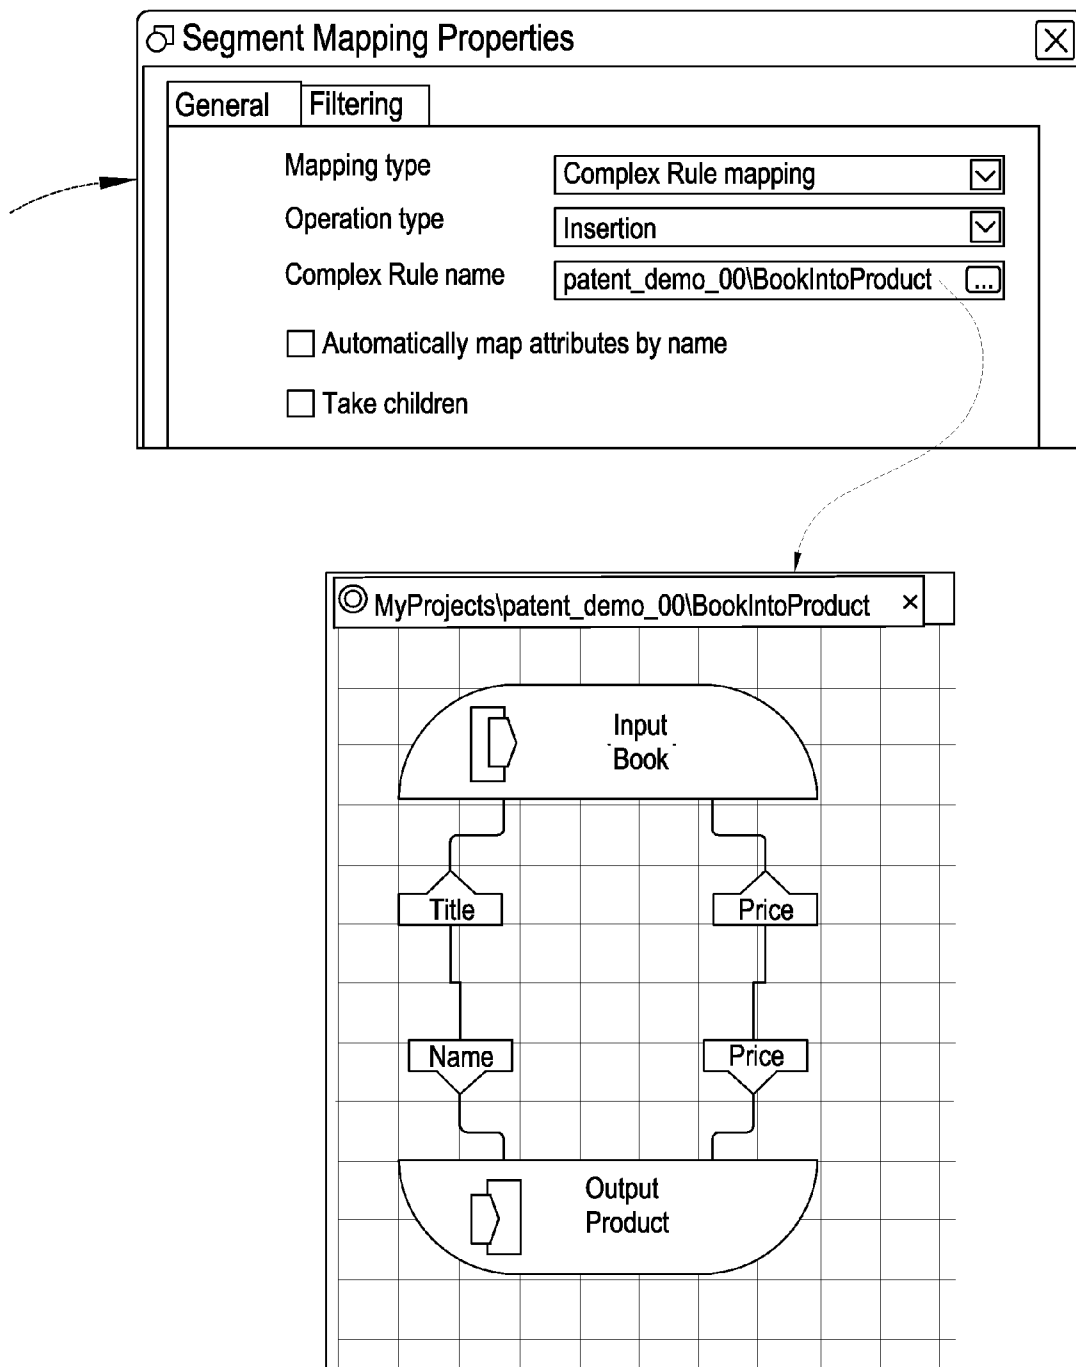 Segment Mapping Properties
General Filtering
Mapping type Complex Rule mapping
Operation type Insertion
Complex Rule name patent_demo_00\BookIntoProduct ...
Automatically map attributes by name
Take children
MyProjects\patent_demo_00\BookIntoProduct ×
Input
Book
Title Price
Name Price
Output
Product